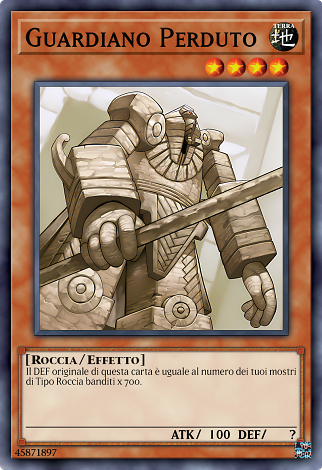 GUARDIANO PERDUTO
TERRA
地
[ROCCIA/EFFETTO]
Il DEF originale di questa carta è uguale al numero dei tuoi mostri
di Tipo Roccia banditi x 700.
ATK/ 100 DEF/ ?
45871897